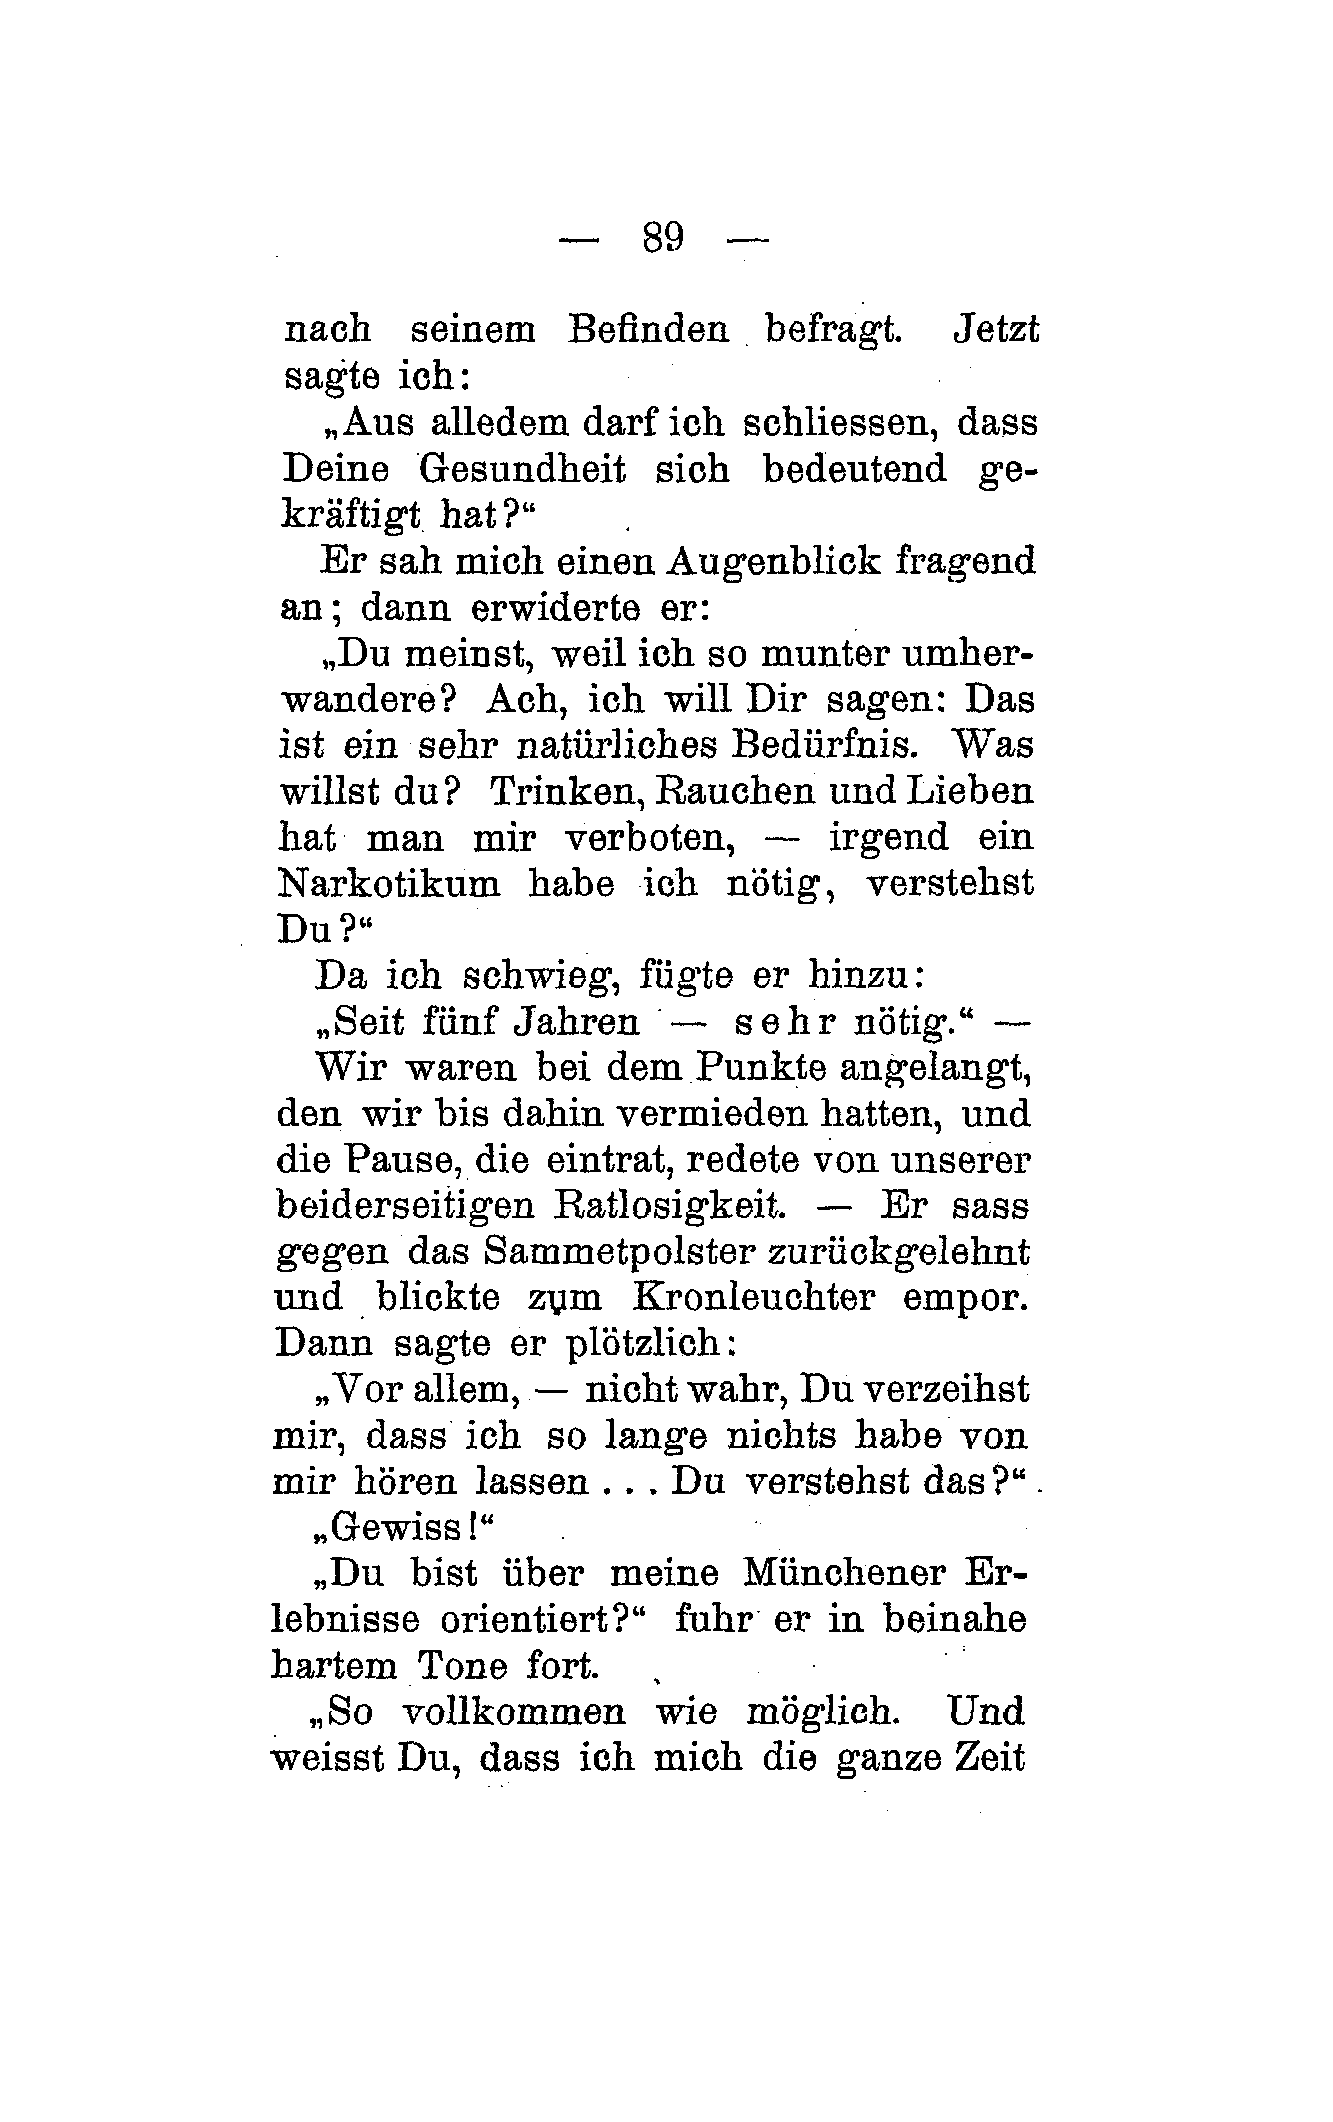 — 89 —
nach seinem Befinden befragt. Jetzt
sagte ich:
„Aus alledem darf ich schliessen, dass
Deine Gesundheit sich bedeutend ge-
kräftigt hat?“
Er sah mich einen Augenblick fragend
an; dann erwiderte er:
„Du meinst, weil ich so munter umher-
wandere? Ach, ich will Dir sagen: Das
ist ein sehr natürliches Bedürfnis. Was
willst du? Trinken, Rauchen und Lieben
hat man mir verboten, — irgend ein
Narkotikum habe ich nötig, verstehst
Du?“
Da ich schwieg, fügte er hinzu:
„Seit fünf Jahren — sehr nötig.“ —
Wir waren bei dem Punkte angelangt,
den wir bis dahin vermieden hatten, und
die Pause, die eintrat, redete von unserer
beiderseitigen Ratlosigkeit. — Er sass
gegen das Sammetpolster zurückgelehnt
und blickte zum Kronleuchter empor.
Dann sagte er plötzlich:
„Vor allem, — nicht wahr, Du verzeihst
mir, dass ich so lange nichts habe von
mir hören lassen . . . Du verstehst das?“
„Gewiss!“
„Du bist über meine Münchener Er-
lebnisse orientiert?“ fuhr er in beinahe
hartem Tone fort.
„So vollkommen wie möglich. Und
weisst Du, dass ich mich die ganze Zeit